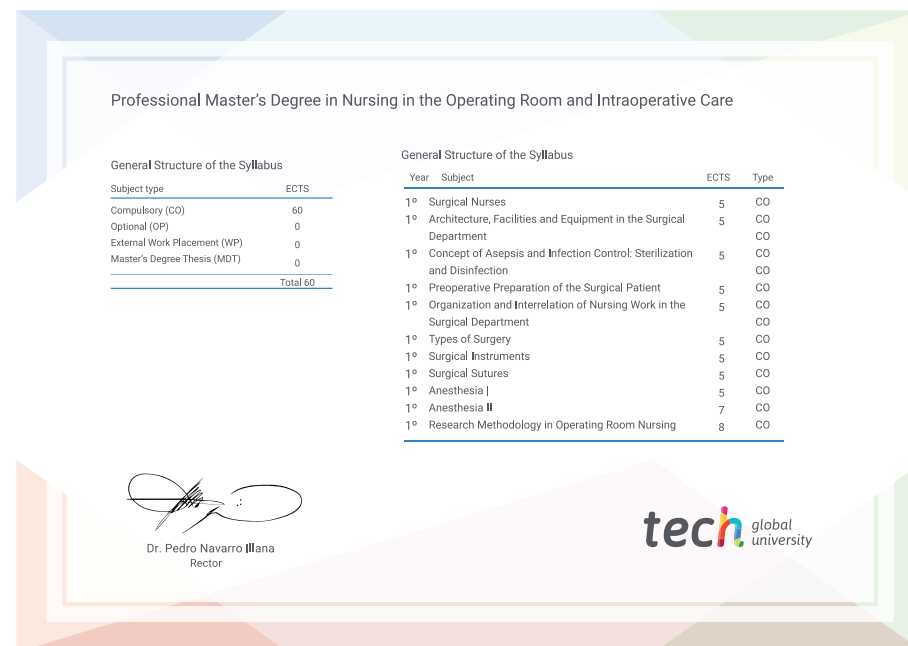 Professional Master's Degree in Nursing in the Operating Room and Intraoperative Care
General Structure of the Syllabus
Subject type ECTS
Compulsory (CO) 60
Optional (OP) 0
External Work Placement (WP) 0
Master's Degree Thesis (MDT) 0
Total 60
General Structure of the Syllabus
Year Subject ECTS Type
1º Surgical Nurses 5 CO
1º Architecture, Facilities and Equipment in the Surgical 5 CO
Department CO
1º Concept of Asepsis and Infection Control: Sterilization 5 CO
and Disinfection CO
1º Preoperative Preparation of the Surgical Patient 5 CO
1º Organization and Interrelation of Nursing Work in the 5 CO
Surgical Department CO
1º Types of Surgery 5 CO
1º Surgical Instruments 5 CO
1º Surgical Sutures 5 CO
1º Anesthesia I 5 CO
1º Anesthesia II 7 CO
1º Research Methodology in Operating Room Nursing 8 CO
Dr. Pedro Navarro Illana
Rector
tech global
university